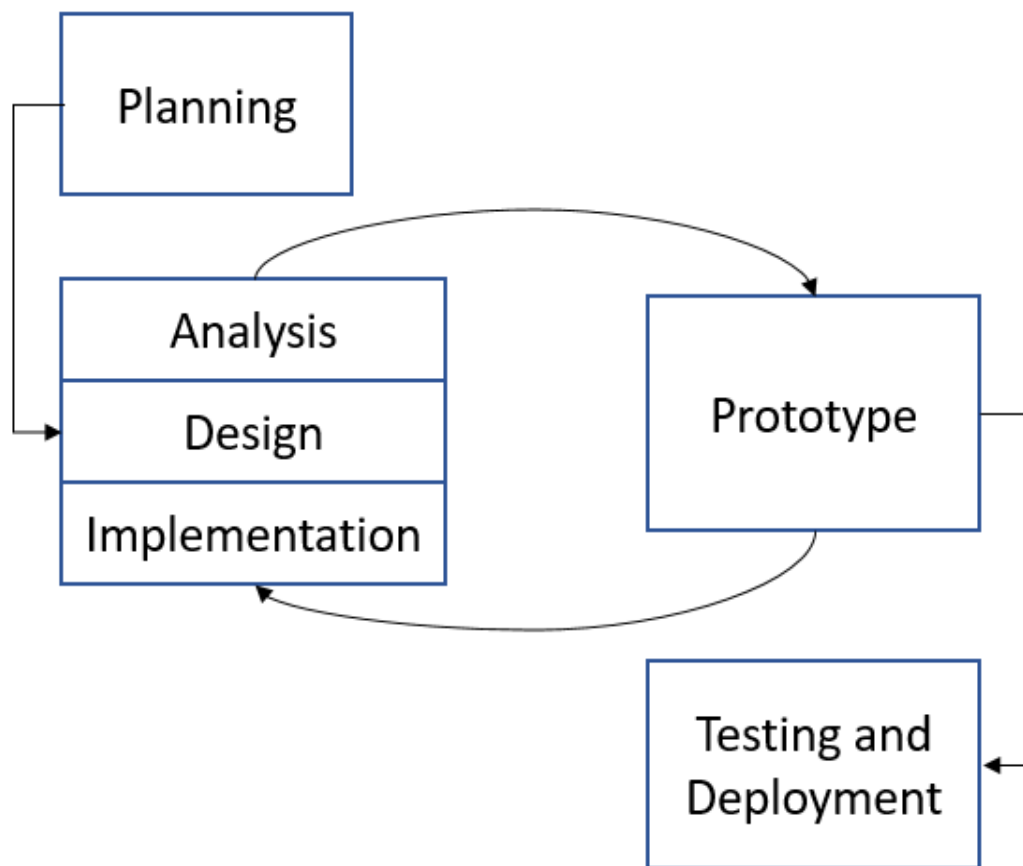 Planning
Analysis
Design
Implementation
Prototype
Testing and
Deployment